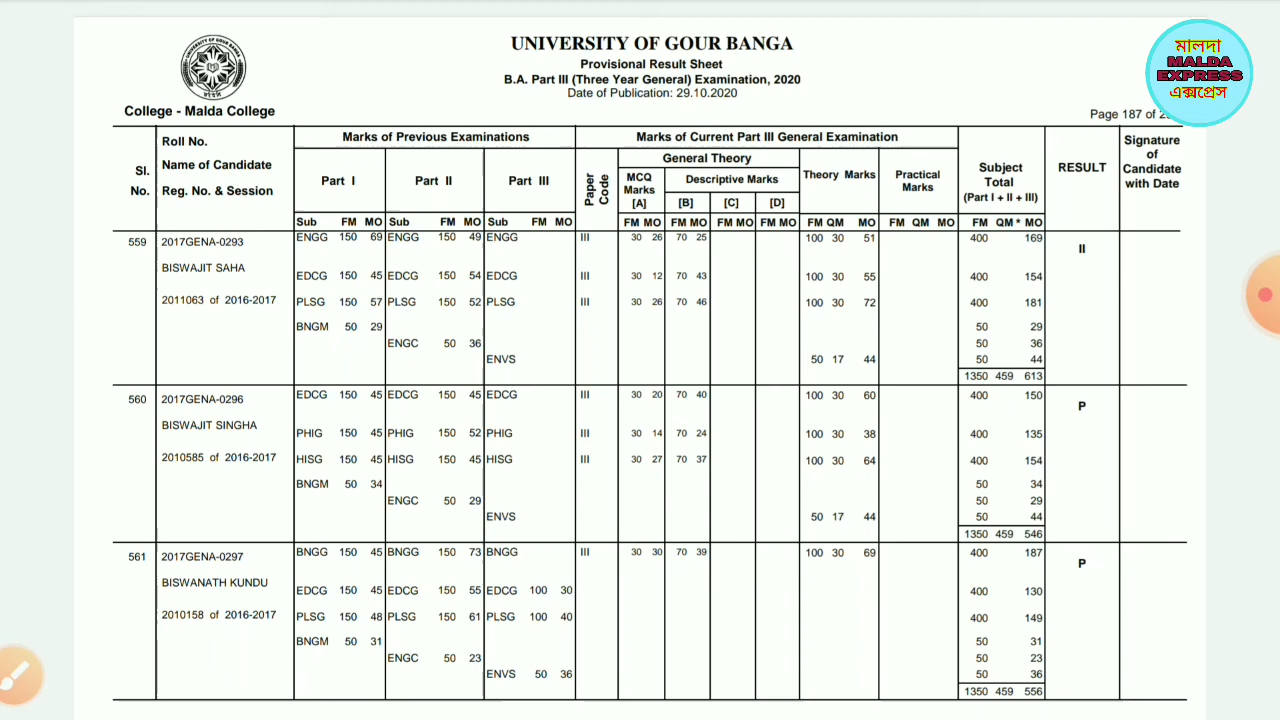 UNIVERSITY OF GOUR BANGA
Provisional Result Sheet
B.A. Part III (Three Year General) Examination, 2020
Date of Publication: 29.10.2020
College - Malda College
Page 187 of
মালদা
MALDA
EXPRESS
এক্সপ্রেস
Sl. No. Roll No. Name of Candidate Reg. No. & Session Marks of Previous Examinations Marks of Current Part III General Examination Subject Total (Part I + II + III) RESULT Signature of Candidate with Date
Part I Part II Part III Paper Code General Theory Theory Marks Practical Marks
MCQ Marks [A] Descriptive Marks [B] [C] [D]
Sub FM MO Sub FM MO Sub FM MO FM MO FM MO FM MO FM MO FM QM MO FM QM MO FM QM * MO
559 2017GENA-0293 ENGG 150 69 ENGG 150 49 ENGG III 30 26 70 25 100 30 51 400 169 II
BISWAJIT SAHA EDCG 150 45 EDCG 150 54 EDCG III 30 12 70 43 100 30 55 400 154
2011063 of 2016-2017 PLSG 150 57 PLSG 150 52 PLSG III 30 26 70 46 100 30 72 400 181
BNGM 50 29 50 29
ENGC 50 36 50 36
ENVS 50 17 44 50 44
1350 459 613
560 2017GENA-0296 EDCG 150 45 EDCG 150 45 EDCG III 30 20 70 40 100 30 60 400 150 P
BISWAJIT SINGHA PHIG 150 45 PHIG 150 52 PHIG III 30 14 70 24 100 30 38 400 135
2010585 of 2016-2017 HISG 150 45 HISG 150 45 HISG III 30 27 70 37 100 30 64 400 154
BNGM 50 34 50 34
ENGC 50 29 50 29
ENVS 50 17 44 50 44
1350 459 546
561 2017GENA-0297 BNGG 150 45 BNGG 150 73 BNGG III 30 30 70 39 100 30 69 400 187 P
BISWANATH KUNDU EDCG 150 45 EDCG 150 55 EDCG 100 30 400 130
2010158 of 2016-2017 PLSG 150 48 PLSG 150 61 PLSG 100 40 400 149
BNGM 50 31 50 31
ENGC 50 23 50 23
ENVS 50 36 50 36
1350 459 556